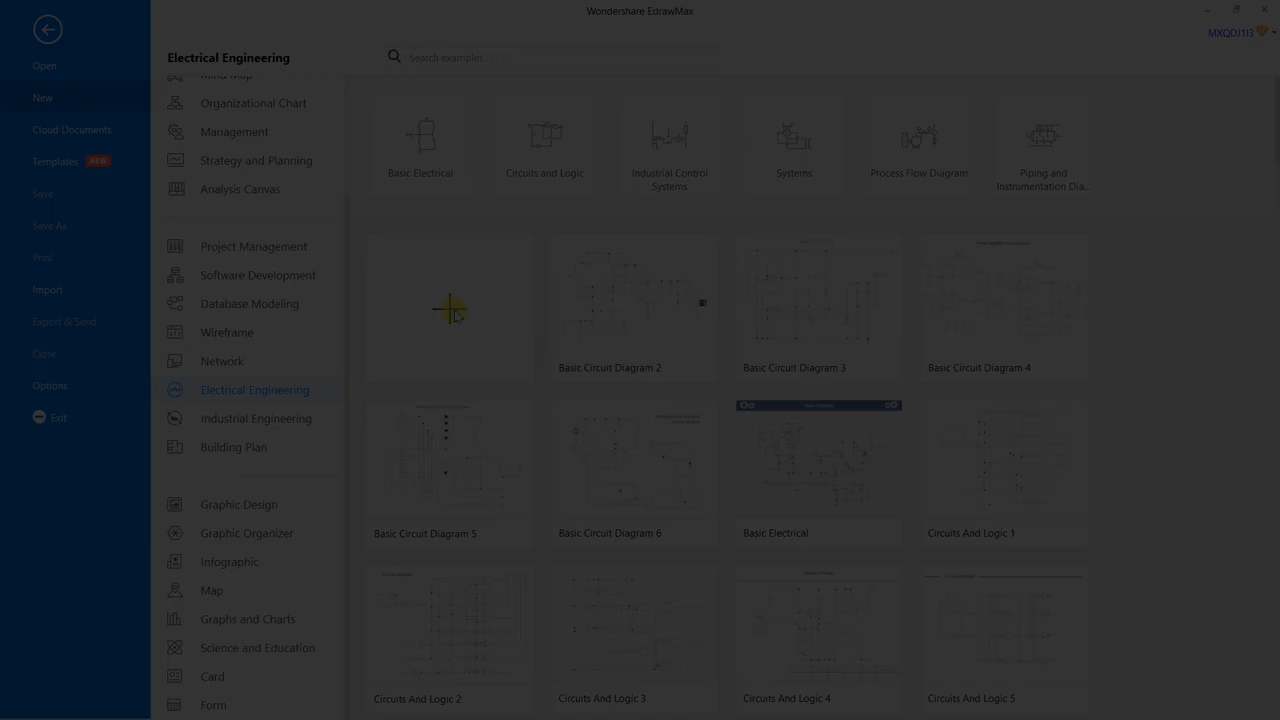 Wondershare EdrawMax
MXQOJ1I3
Open
New
Cloud Documents
Templates NEW
Save
Save As
Print
Import
Export & Send
Close
Options
Exit
Electrical Engineering
Search examples ...
Mind Map
Organizational Chart
Management
Strategy and Planning
Analysis Canvas
Project Management
Software Development
Database Modeling
Wireframe
Network
Electrical Engineering
Industrial Engineering
Building Plan
Graphic Design
Graphic Organizer
Infographic
Map
Graphs and Charts
Science and Education
Card
Form
Basic Electrical
Circuits and Logic
Industrial Control
Systems
Systems
Process Flow Diagram
Piping and
Instrumentation Dia...
Basic Circuit Diagram 2
Basic Circuit Diagram 3
Basic Circuit Diagram 4
Basic Circuit Diagram 5
Basic Circuit Diagram 6
Basic Electrical
Circuits And Logic 1
Circuits And Logic 2
Circuits And Logic 3
Circuits And Logic 4
Circuits And Logic 5